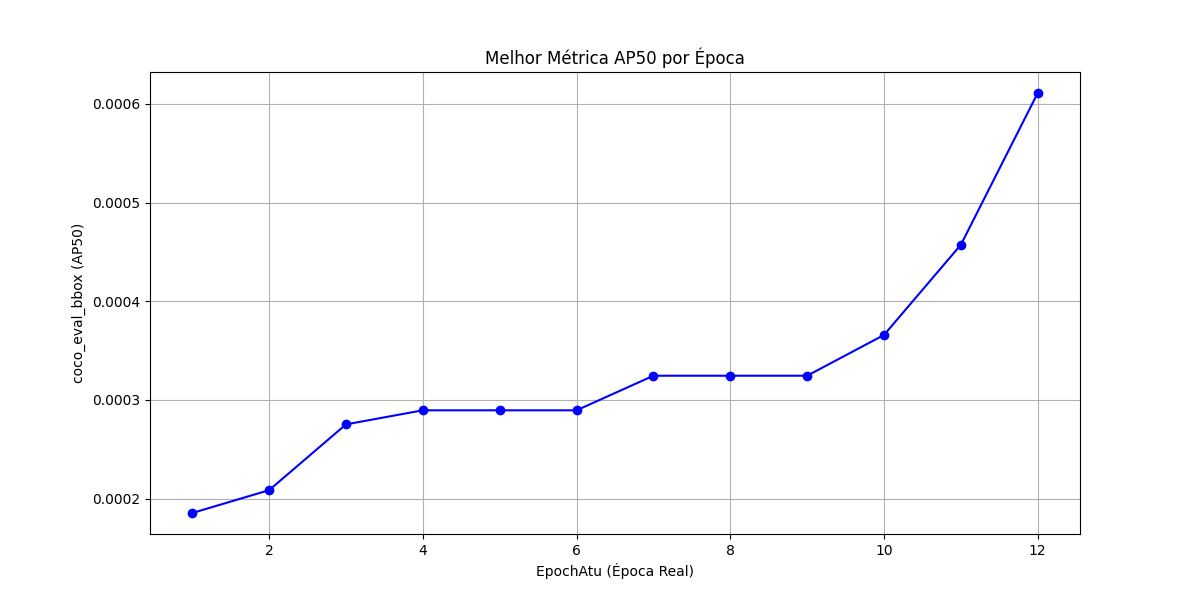 Melhor Métrica AP50 por Época
coco_eval_bbox (AP50)
0.0006
0.0005
0.0004
0.0003
0.0002
2 4 6 8 10 12
EpochAtu (Época Real)